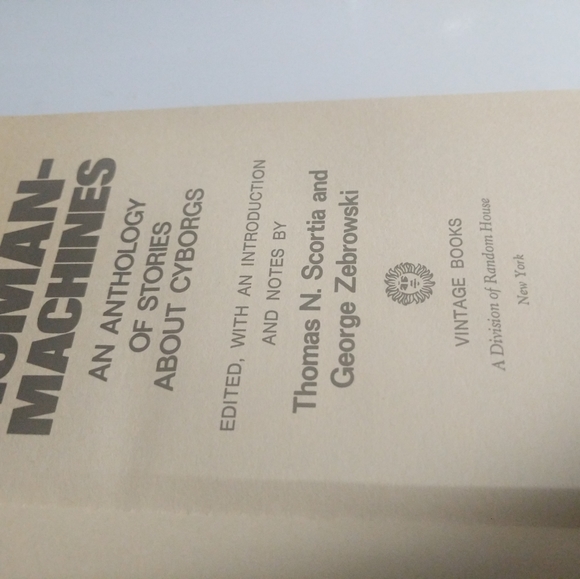 HUMAN-
MACHINES
AN ANTHOLOGY
OF STORIES
ABOUT CYBORGS
EDITED, WITH AN INTRODUCTION
AND NOTES BY
Thomas N. Scortia and
George Zebrowski
VINTAGE BOOKS
A Division of Random House
New York